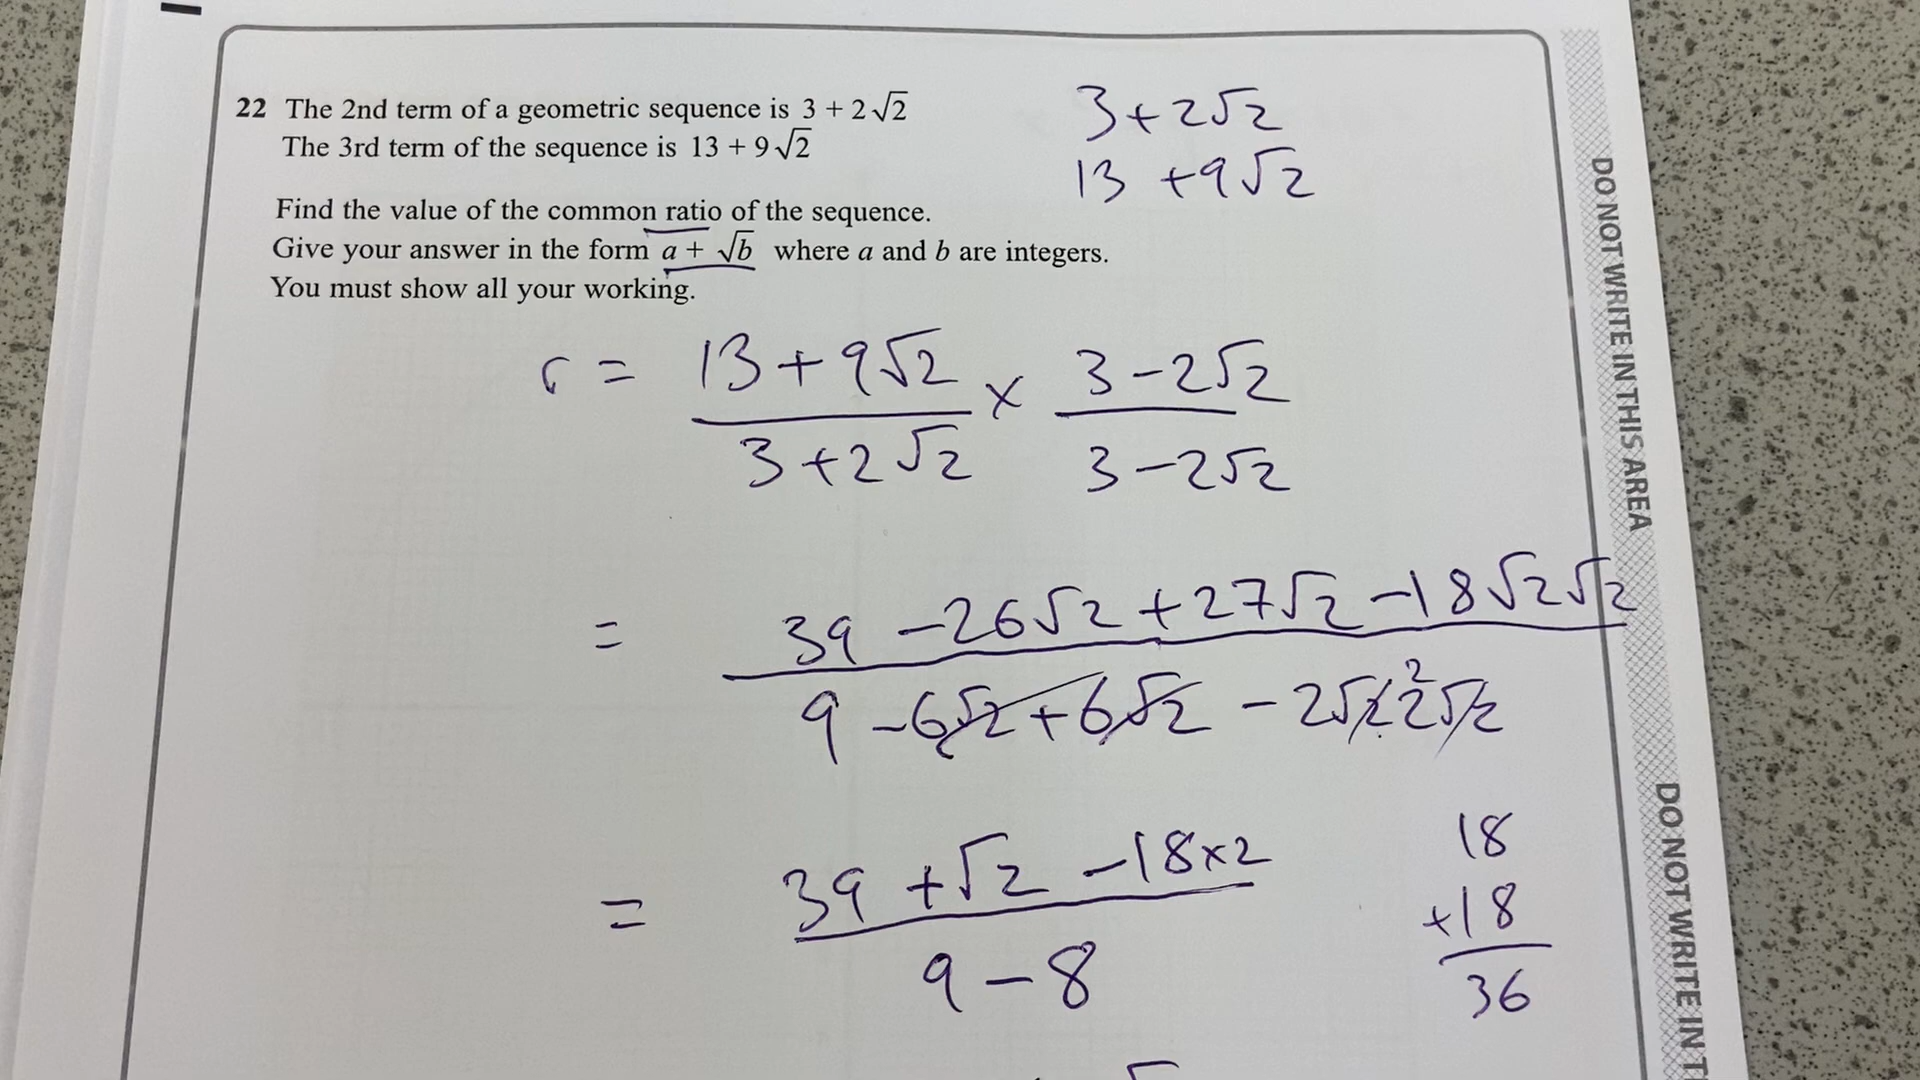 22 The 2nd term of a geometric sequence is 3 + 2√2
The 3rd term of the sequence is 13 + 9√2
Find the value of the common ratio of the sequence.
Give your answer in the form a + √b where a and b are integers.
You must show all your working.
3+2√2
13 +9√2
r = (13+9√2)/(3+2√2) × (3-2√2)/(3-2√2)
= (39 -26√2+27√2-18√2√2)/(9 -6√2+6√2 -2√2 2√2) 2
= (39 +√2 -18×2)/(9-8)
18
+18
36
DO NOT WRITE IN THIS AREA
DO NOT WRITE IN T